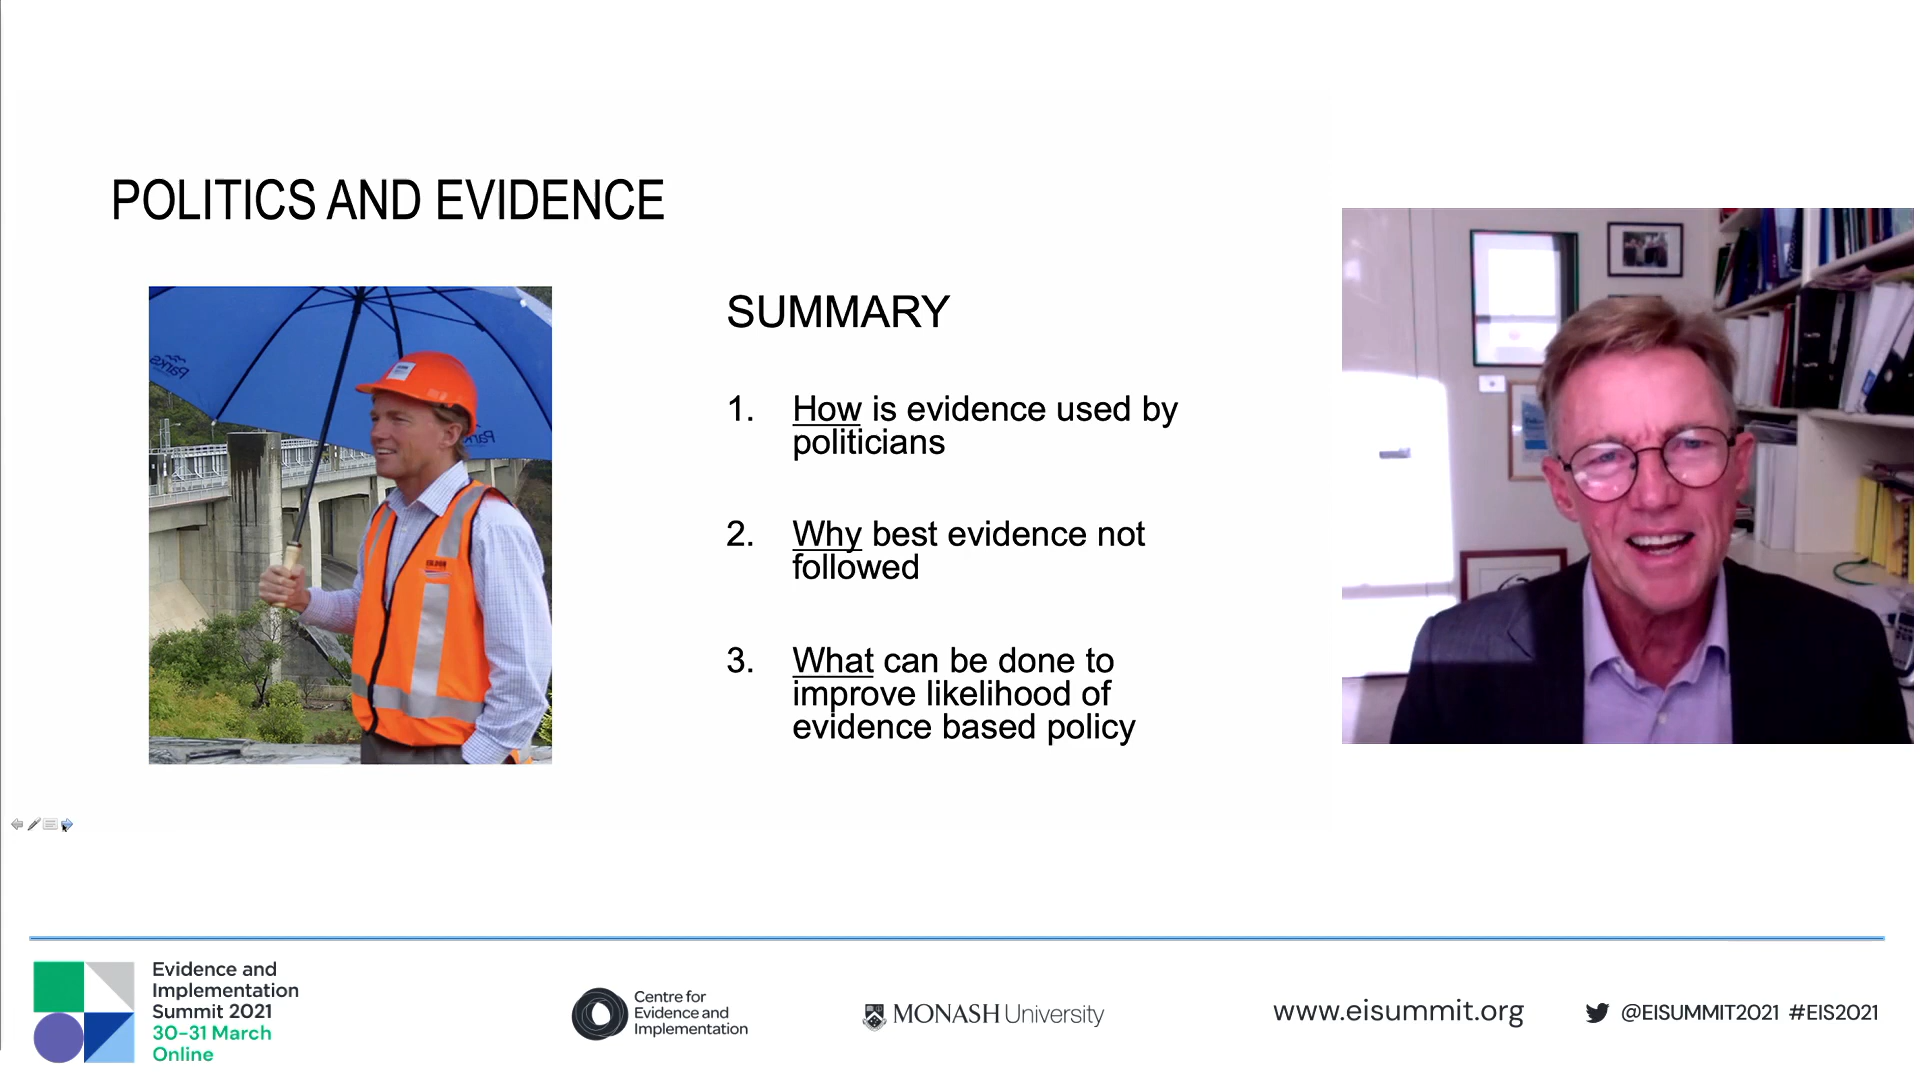 POLITICS AND EVIDENCE
SUMMARY
1. How is evidence used by
politicians
2. Why best evidence not
followed
3. What can be done to
improve likelihood of
evidence based policy
Parks
Evidence and
Implementation
Summit 2021
30–31 March
Online
Centre for
Evidence and
Implementation
MONASH University
www.eisummit.org
@EISUMMIT2021 #EIS2021